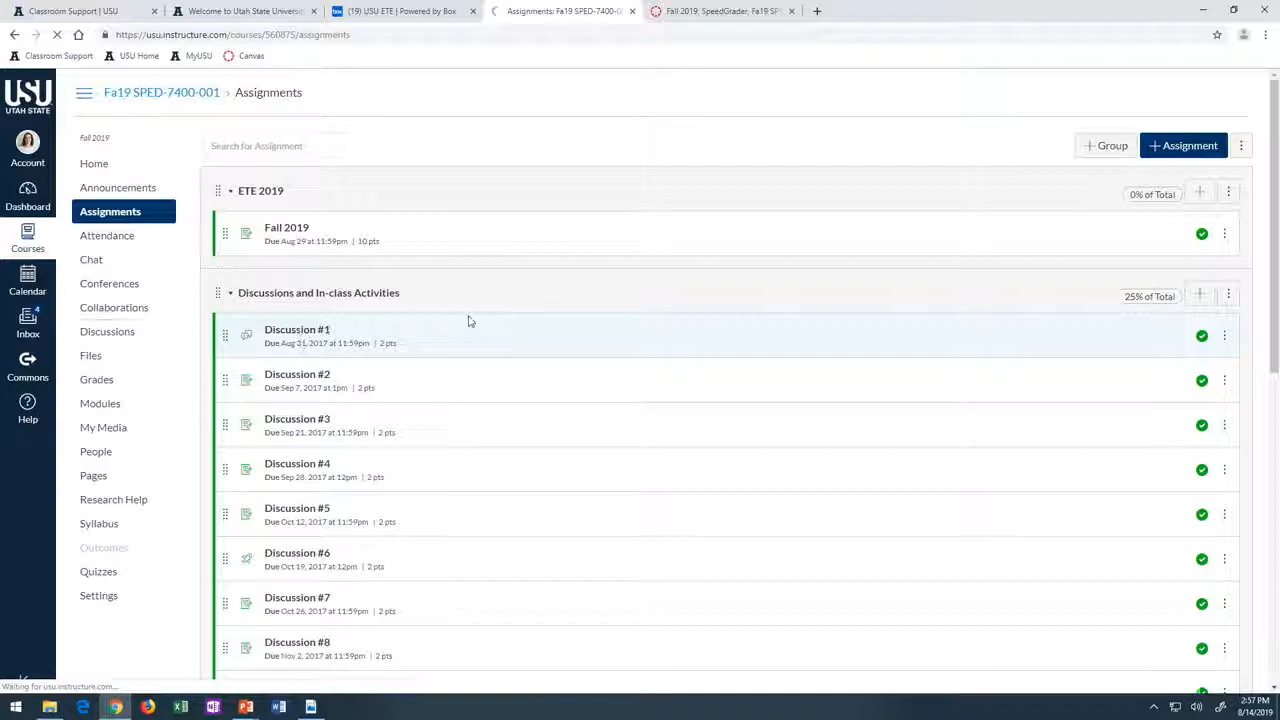 Classroom Support | USU
Welcome to Utah State Universi
(19) USU ETE | Powered by Box
Assignments: Fa19 SPED-7400-0
Fall 2019, SpeedGrader, Fa19 SP
https://usu.instructure.com/courses/560875/assignments
Classroom Support
USU Home
MyUSU
Canvas
USU
UTAH STATE
Account
Dashboard
Courses
Calendar
4
Inbox
Commons
Help
Fa19 SPED-7400-001 › Assignments
Fall 2019
Home
Announcements
Assignments
Attendance
Chat
Conferences
Collaborations
Discussions
Files
Grades
Modules
My Media
People
Pages
Research Help
Syllabus
Outcomes
Quizzes
Settings
Search for Assignment
+ Group
+ Assignment
ETE 2019
0% of Total
Fall 2019
Due Aug 29 at 11:59pm | 10 pts
Discussions and In-class Activities
25% of Total
Discussion #1
Due Aug 31, 2017 at 11:59pm | 2 pts
Discussion #2
Due Sep 7, 2017 at 1pm | 2 pts
Discussion #3
Due Sep 21, 2017 at 11:59pm | 2 pts
Discussion #4
Due Sep 28, 2017 at 12pm | 2 pts
Discussion #5
Due Oct 12, 2017 at 11:59pm | 2 pts
Discussion #6
Due Oct 19, 2017 at 12pm | 2 pts
Discussion #7
Due Oct 26, 2017 at 11:59pm | 2 pts
Discussion #8
Due Nov 2, 2017 at 11:59pm | 2 pts
Waiting for usu.instructure.com...
2:57 PM
8/14/2019